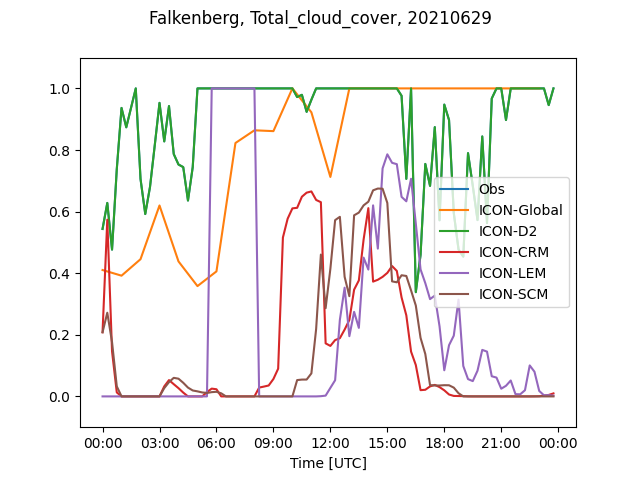 Falkenberg, Total_cloud_cover, 20210629
1.0
0.8
0.6
0.4
0.2
0.0
Obs
ICON-Global
ICON-D2
ICON-CRM
ICON-LEM
ICON-SCM
00:00 03:00 06:00 09:00 12:00 15:00 18:00 21:00 00:00
Time [UTC]